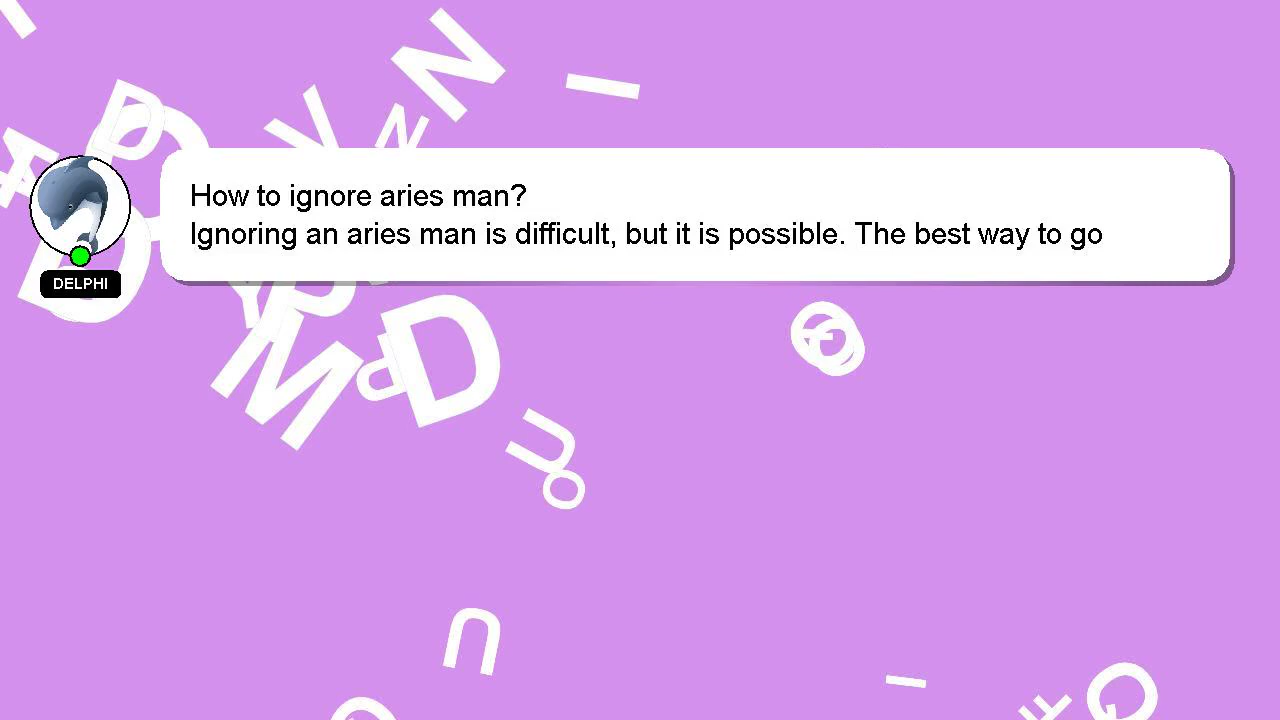 How to ignore aries man?
Ignoring an aries man is difficult, but it is possible. The best way to go
DELPHI